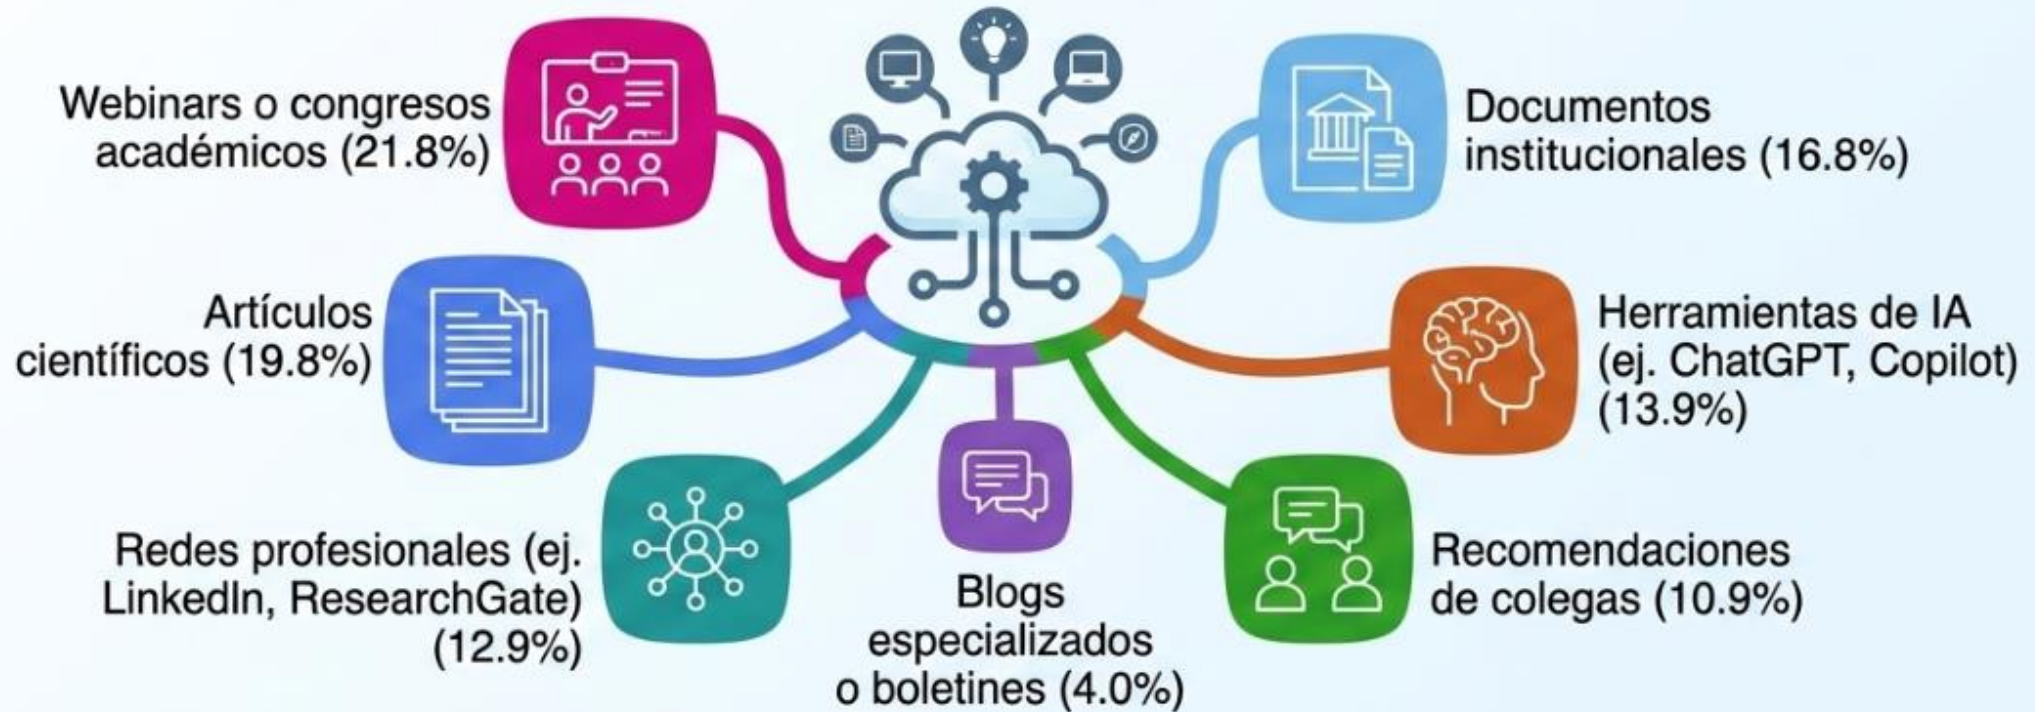 Webinars o congresos
académicos (21.8%)
Documentos
institucionales (16.8%)
Artículos
científicos (19.8%)
Herramientas de IA
(ej. ChatGPT, Copilot)
(13.9%)
Redes profesionales (ej.
LinkedIn, ResearchGate)
(12.9%)
Blogs
especializados
o boletines (4.0%)
Recomendaciones
de colegas (10.9%)